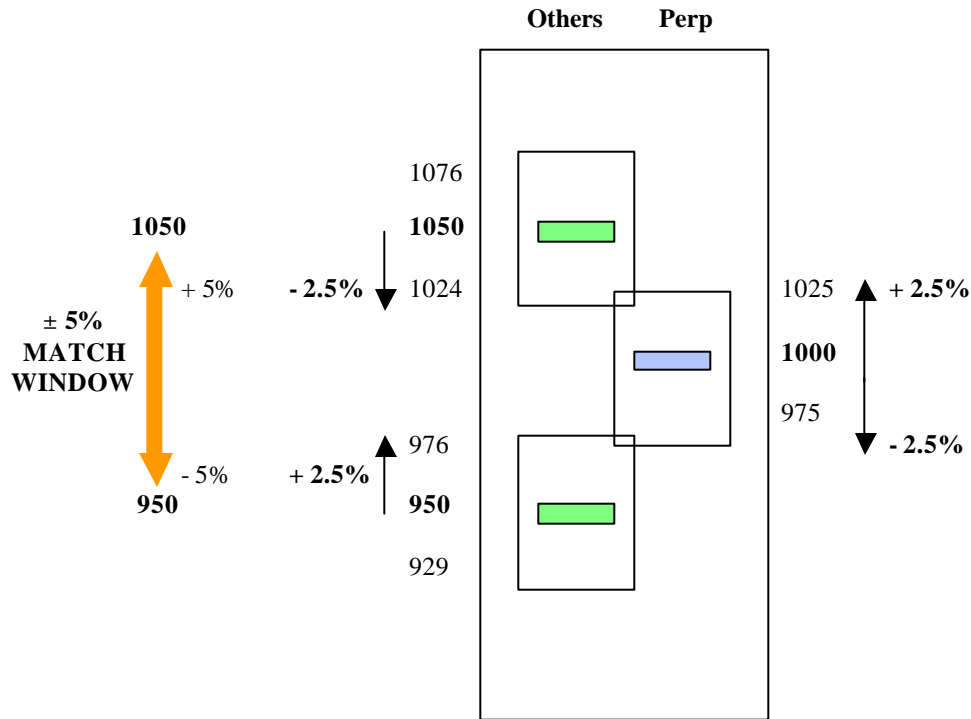 Others Perp
1076
1050 1050
+ 5% - 2.5% 1024 1025 + 2.5%
± 5%
MATCH
WINDOW
1000
975
976
- 2.5%
- 5% + 2.5%
950 950
929